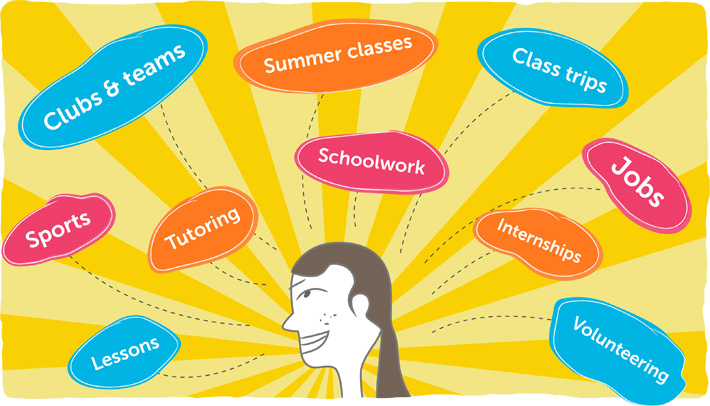 Clubs & teams
Summer classes
Class trips
Schoolwork
Jobs
Sports
Tutoring
Internships
Lessons
Volunteering